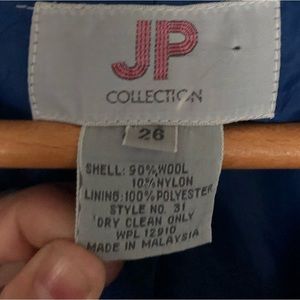 JP
COLLECTION
26
SHELL: 90% WOOL
10% NYLON
LINING: 100% POLYESTER
STYLE NO. 31
DRY CLEAN ONLY
WPL 12910
MADE IN MALAYSIA